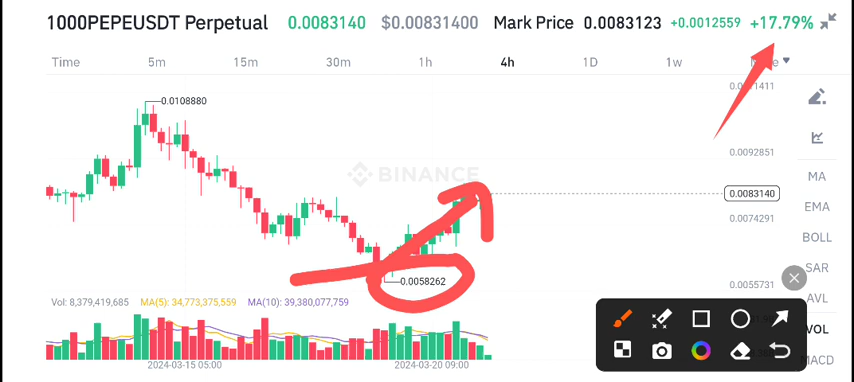 1000PEPEUSDT Perpetual 0.0083140 $0.00831400 Mark Price 0.0083123 +0.0012559 +17.79%
Time 5m 15m 30m 1h 4h 1D 1w
0.0108880
0.0092851
BINANCE
MA
0.0083140
EMA
0.0074291
BOLL
SAR
0.0058262
0.0055731
AVL
Vol: 8,379,419,685 MA(5): 34,773,375,559 MA(10): 39,380,077,759
VOL
MACD
2024-03-15 05:00 2024-03-20 09:00